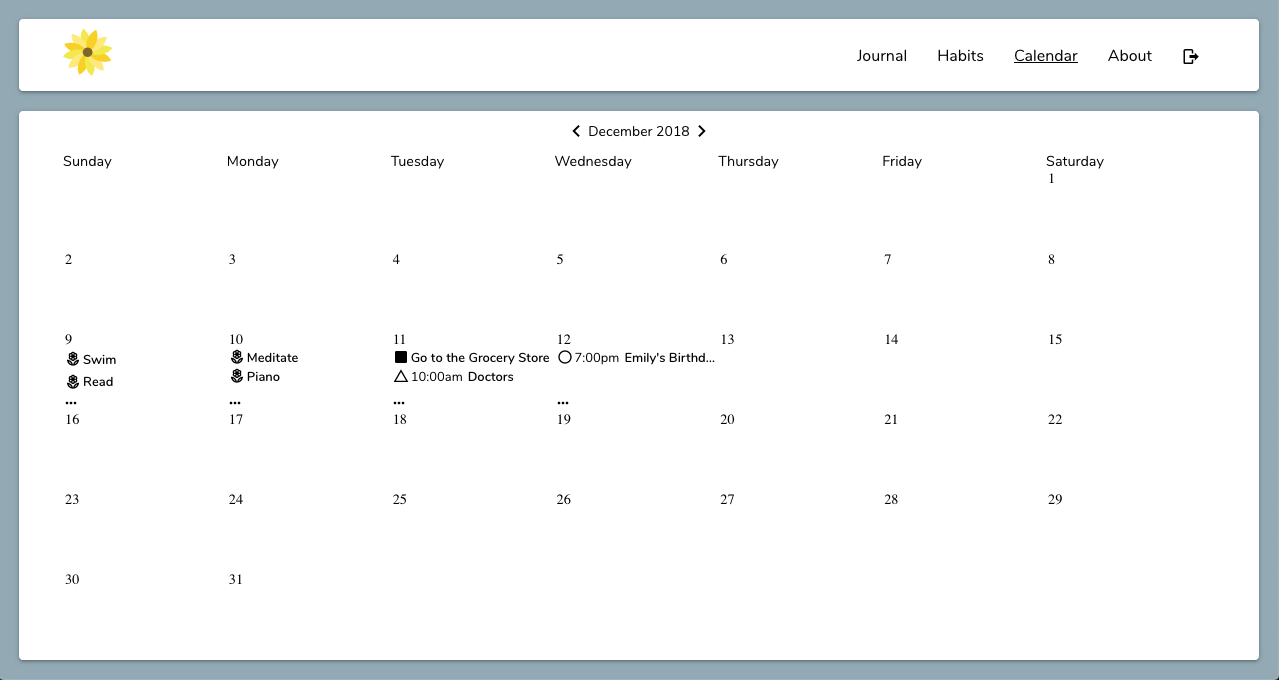 Journal Habits Calendar About
December 2018
Sunday Monday Tuesday Wednesday Thursday Friday Saturday
1
2 3 4 5 6 7 8
9 10 11 12 13 14 15
Swim Meditate Go to the Grocery Store 7:00pm Emily's Birthd...
Read Piano 10:00am Doctors
... ... ... ...
16 17 18 19 20 21 22
23 24 25 26 27 28 29
30 31